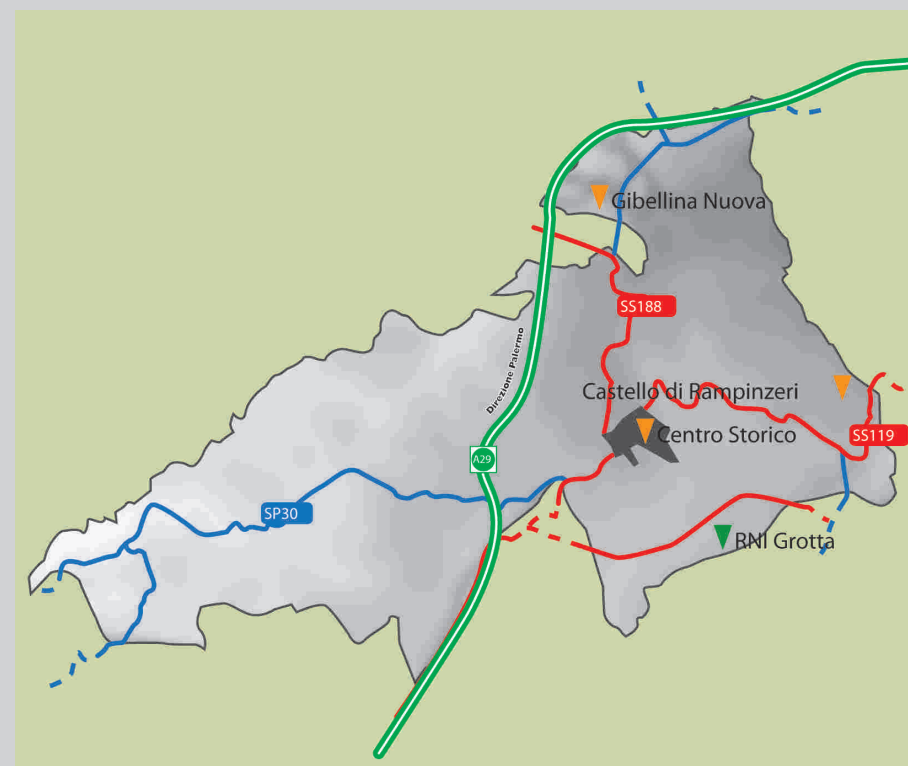 Gibellina Nuova
SS188
Direzione Palermo
Castello di Rampinzeri
Centro Storico
SS119
A29
SP30
RNI Grotta